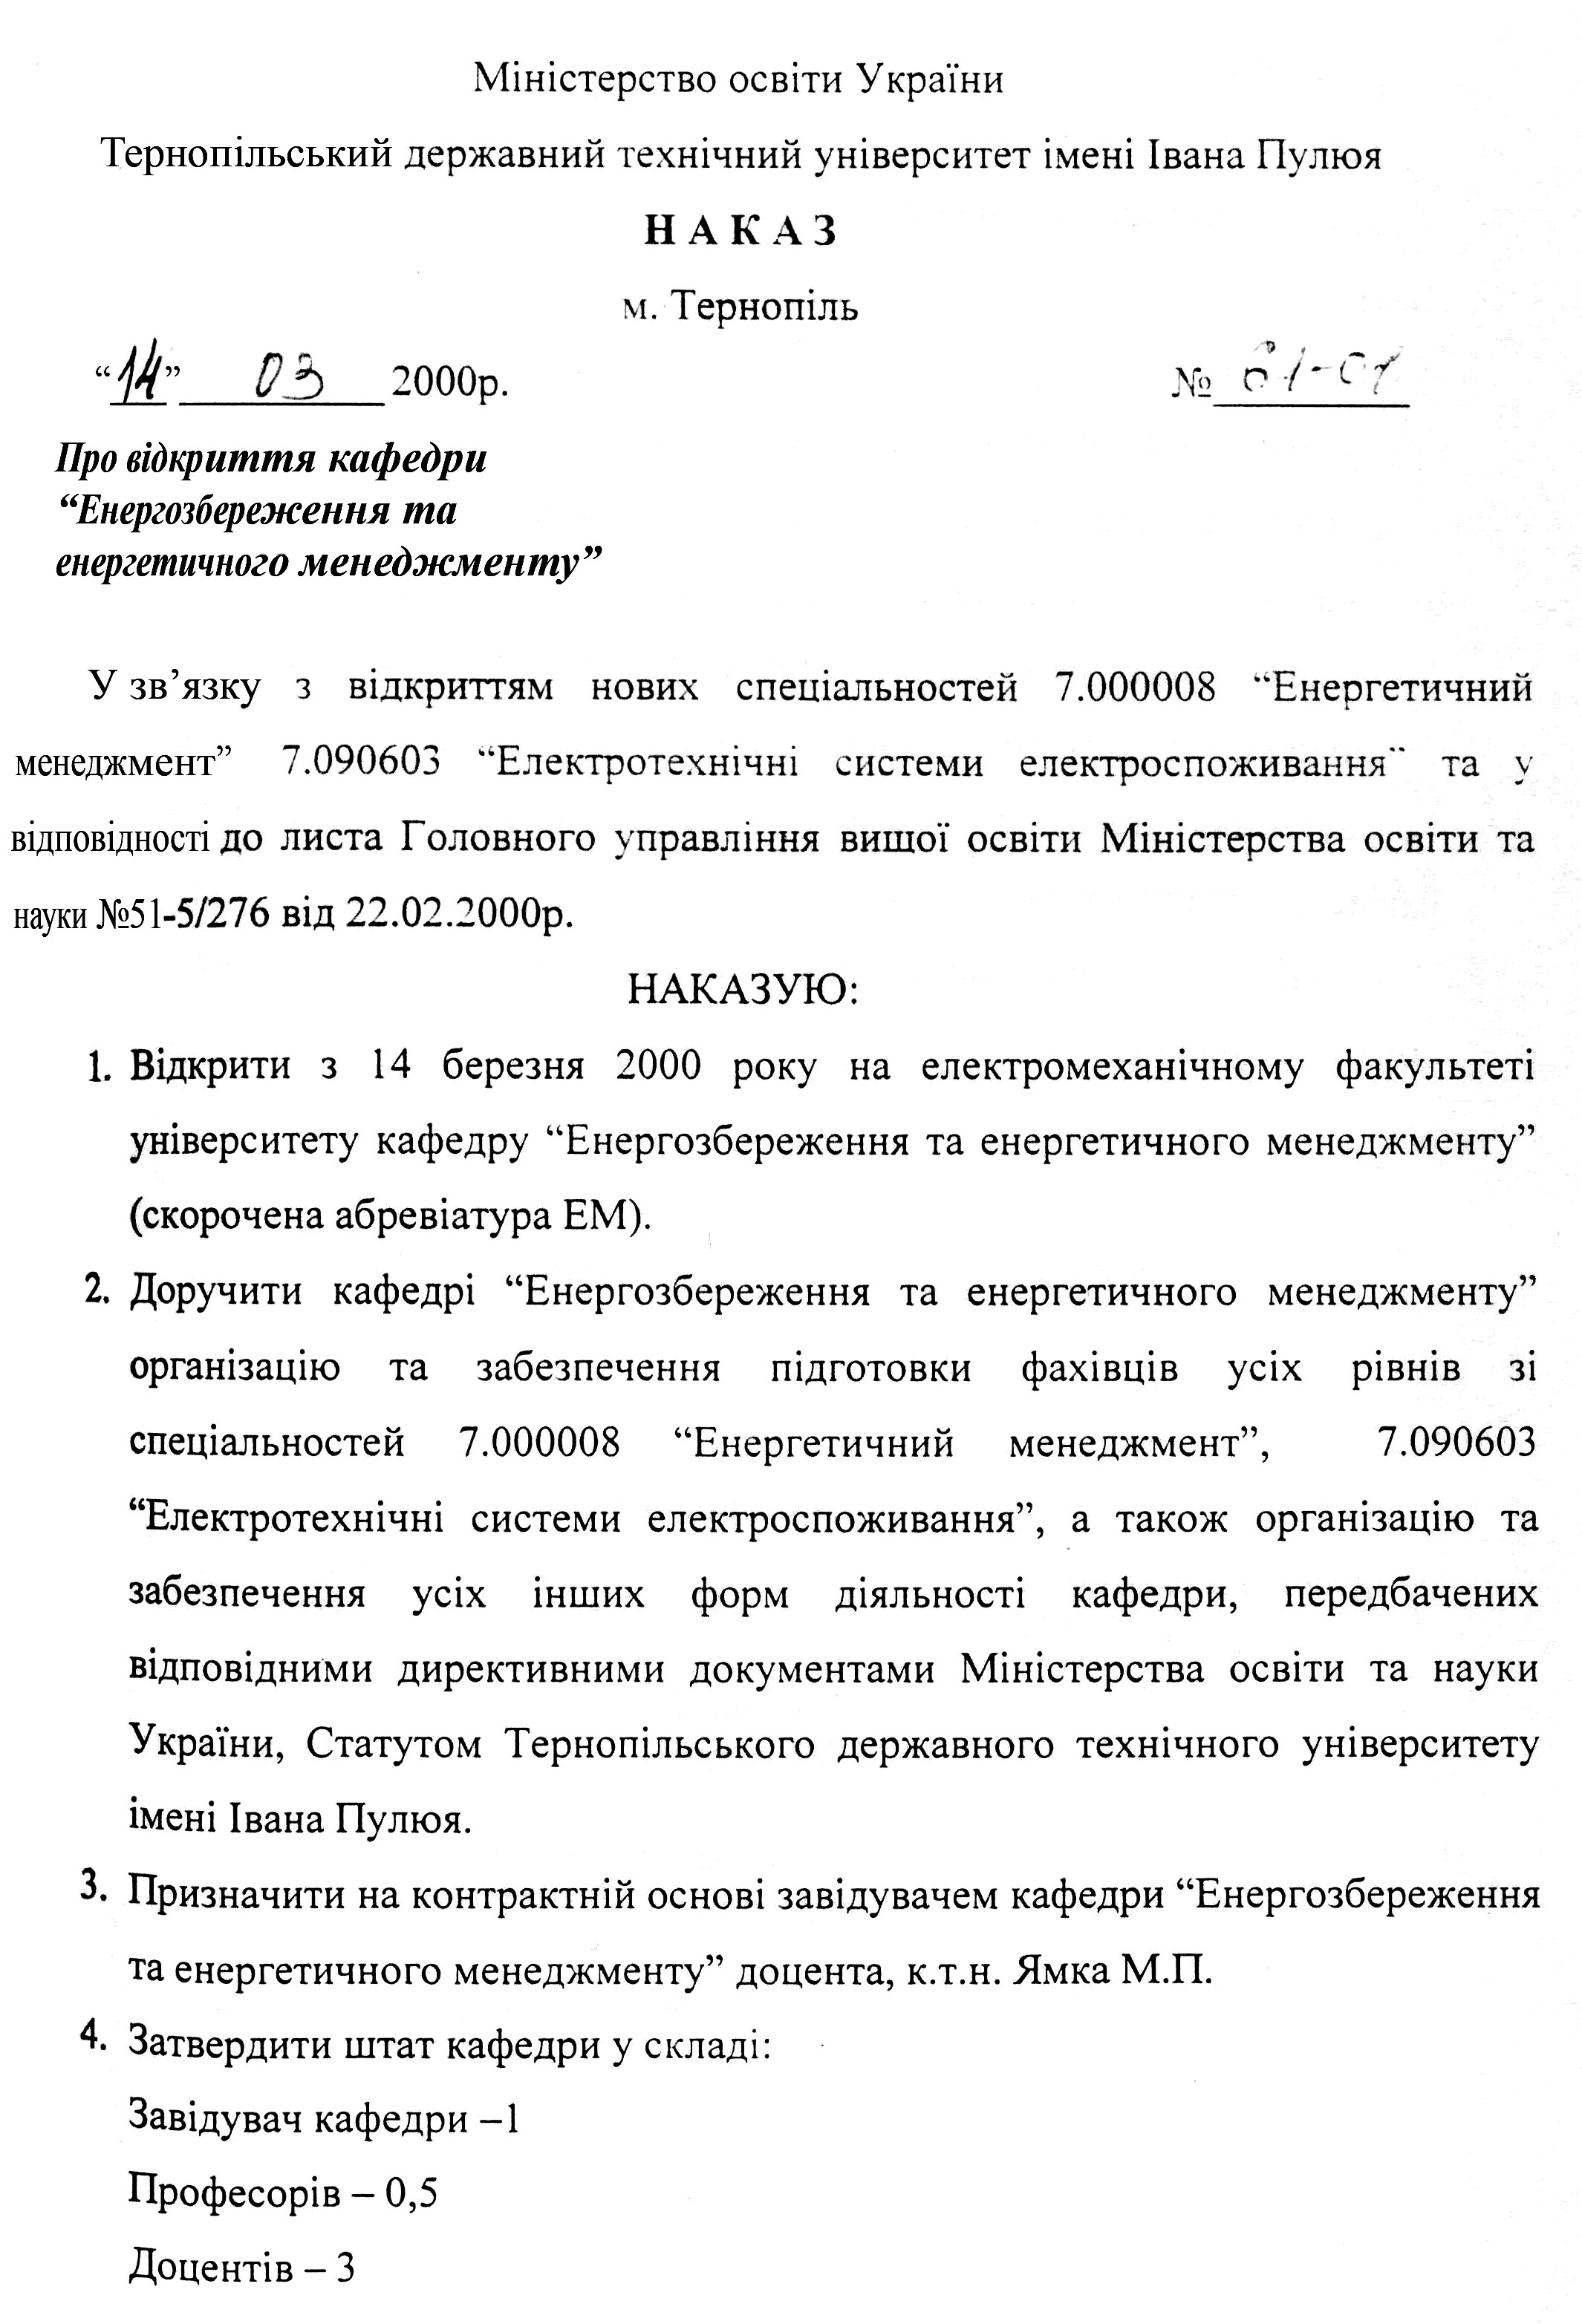 Міністерство освіти України
Тернопільський державний технічний університет імені Івана Пулюя
Н А К А З
м. Тернопіль
“14” 03 2000р. №
Про відкриття кафедри
“Енергозбереження та
енергетичного менеджменту”
У зв’язку з відкриттям нових спеціальностей 7.000008 “Енергетичний
менеджмент” 7.090603 “Електротехнічні системи електроспоживання” та у
відповідності до листа Головного управління вищої освіти Міністерства освіти та
науки №51-5/276 від 22.02.2000р.
НАКАЗУЮ:
1. Відкрити з 14 березня 2000 року на електромеханічному факультеті
університету кафедру “Енергозбереження та енергетичного менеджменту”
(скорочена абревіатура ЕМ).
2. Доручити кафедрі “Енергозбереження та енергетичного менеджменту”
організацію та забезпечення підготовки фахівців усіх рівнів зі
спеціальностей 7.000008 “Енергетичний менеджмент”, 7.090603
“Електротехнічні системи електроспоживання”, а також організацію та
забезпечення усіх інших форм діяльності кафедри, передбачених
відповідними директивними документами Міністерства освіти та науки
України, Статутом Тернопільського державного технічного університету
імені Івана Пулюя.
3. Призначити на контрактній основі завідувачем кафедри “Енергозбереження
та енергетичного менеджменту” доцента, к.т.н. Ямка М.П.
4. Затвердити штат кафедри у складі:
Завідувач кафедри –1
Професорів – 0,5
Доцентів – 3